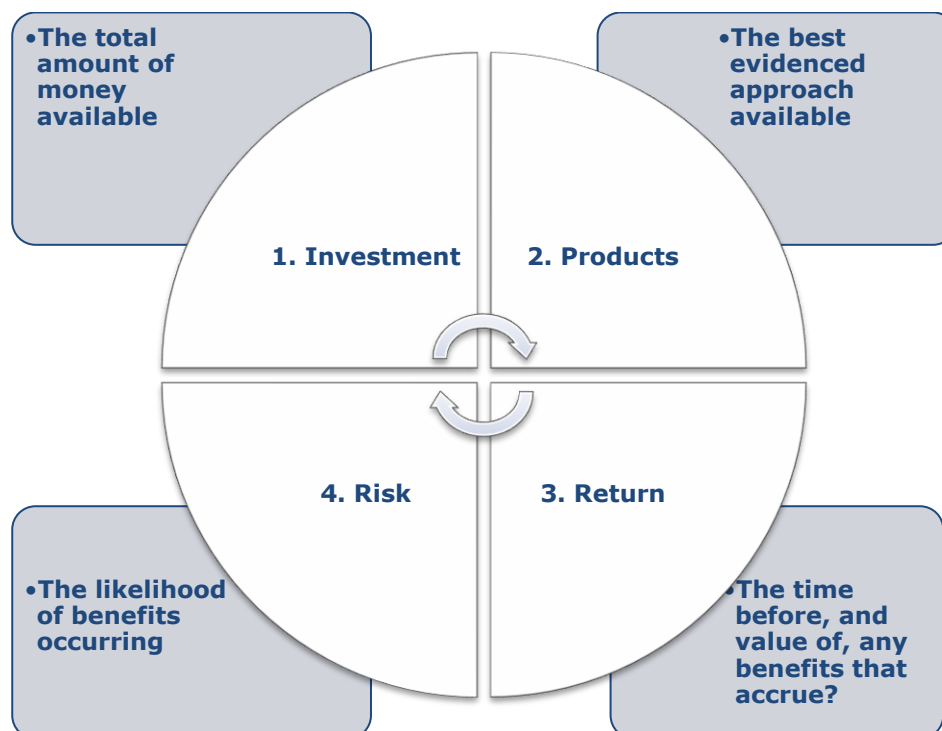 •The total
amount of
money
available
•The best
evidenced
approach
available
1. Investment
2. Products
4. Risk
3. Return
•The likelihood
of benefits
occurring
•The time
before, and
value of, any
benefits that
accrue?